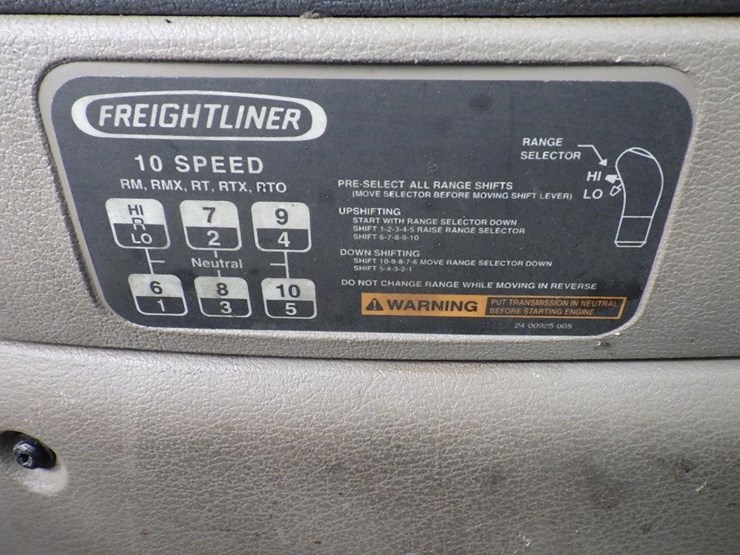 FREIGHTLINER
10 SPEED
RM, RMX, RT, RTX, RTO
HI
R
LO
7
2
9
4
Neutral
6
1
8
3
10
5
RANGE
SELECTOR
HI
LO
PRE-SELECT ALL RANGE SHIFTS
(MOVE SELECTOR BEFORE MOVING SHIFT LEVER)
UPSHIFTING
START WITH RANGE SELECTOR DOWN
SHIFT 1-2-3-4-5 RAISE RANGE SELECTOR
SHIFT 6-7-8-9-10
DOWN SHIFTING
SHIFT 10-9-8-7-6 MOVE RANGE SELECTOR DOWN
SHIFT 5-4-3-2-1
DO NOT CHANGE RANGE WHILE MOVING IN REVERSE
WARNING
PUT TRANSMISSION IN NEUTRAL
BEFORE STARTING ENGINE
24-00925-005